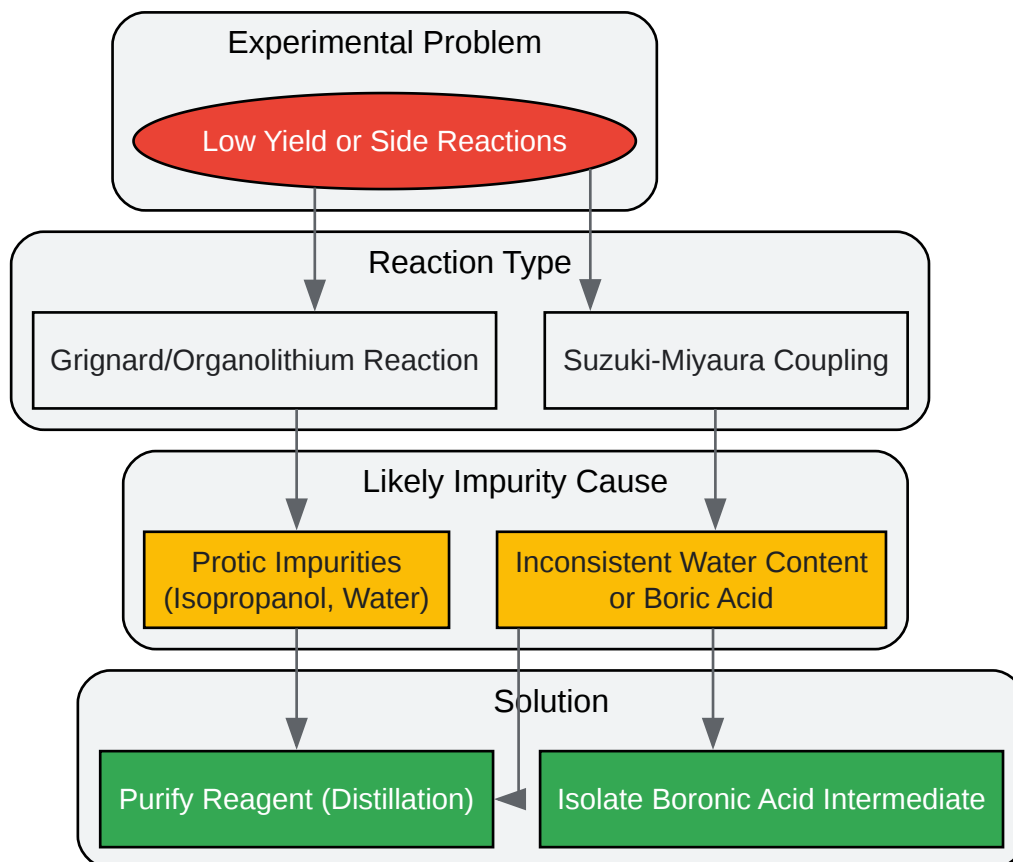 Experimental Problem
Low Yield or Side Reactions
Reaction Type
Grignard/Organolithium Reaction
Suzuki-Miyaura Coupling
Likely Impurity Cause
Protic Impurities
(Isopropanol, Water)
Inconsistent Water Content
or Boric Acid
Solution
Purify Reagent (Distillation)
Isolate Boronic Acid Intermediate